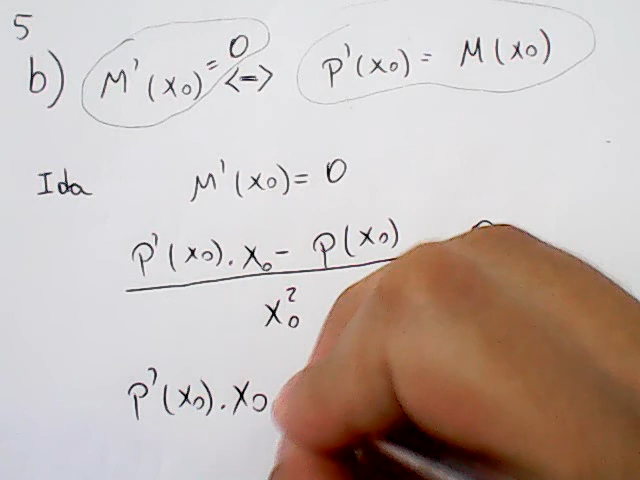 5
b) M'(x0) = 0 <-> P'(x0) = M(x0)
Ida M'(x0) = 0
P'(x0).x0 - P(x0)
x0²
P'(x0).x0